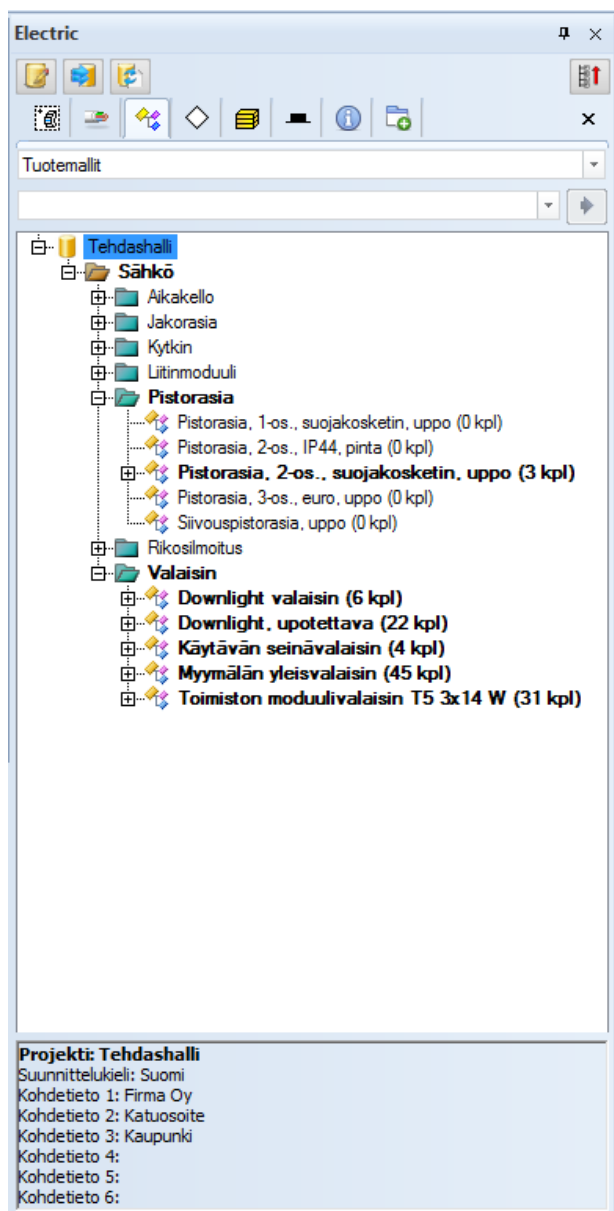 Electric
Tuotemallit
Tehdashalli
Sähkö
Aikakello
Jakorasia
Kytkin
Liitinmoduuli
Pistorasia
Pistorasia, 1-os., suojakosketin, uppo (0 kpl)
Pistorasia, 2-os., IP44, pinta (0 kpl)
Pistorasia, 2-os., suojakosketin, uppo (3 kpl)
Pistorasia, 3-os., euro, uppo (0 kpl)
Siivouspistorasia, uppo (0 kpl)
Rikosilmoitus
Valaisin
Downlight valaisin (6 kpl)
Downlight, upotettava (22 kpl)
Käytävän seinävalaisin (4 kpl)
Myymälän yleisvalaisin (45 kpl)
Toimiston moduulivalaisin T5 3x14 W (31 kpl)
Projekti: Tehdashalli
Suunnittelukieli: Suomi
Kohdetieto 1: Firma Oy
Kohdetieto 2: Katuosoite
Kohdetieto 3: Kaupunki
Kohdetieto 4:
Kohdetieto 5:
Kohdetieto 6: